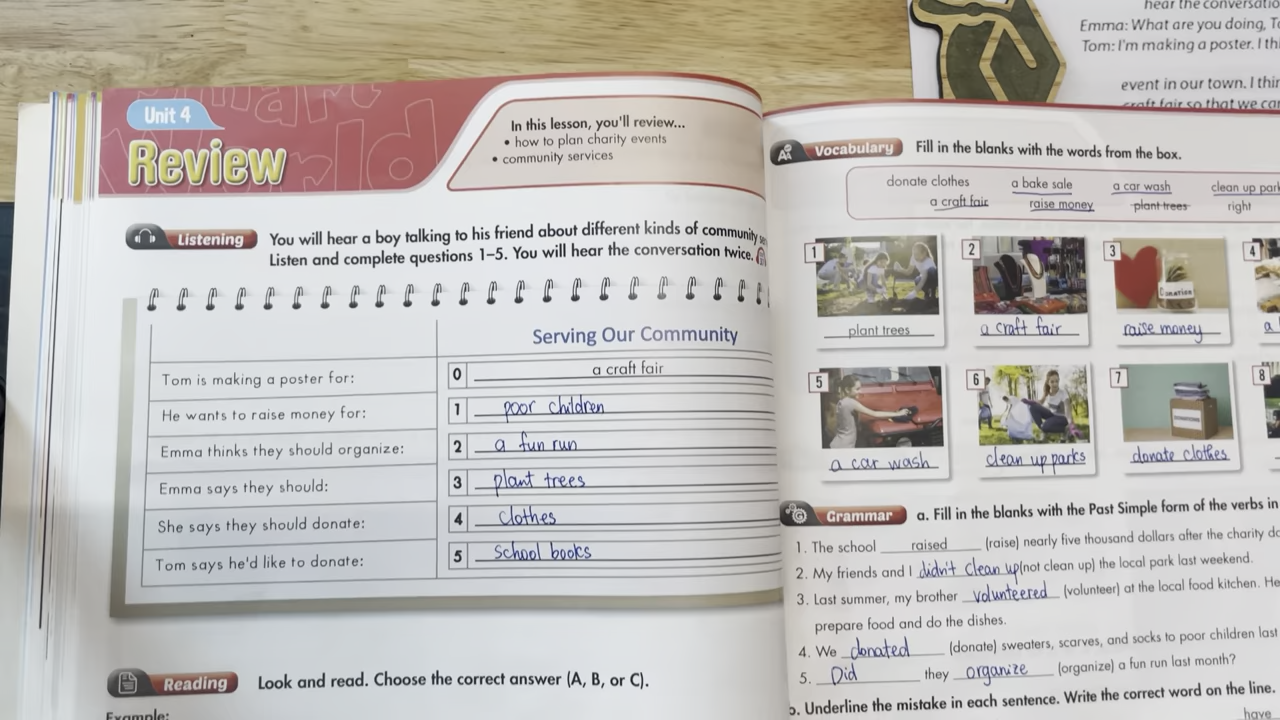 hear the
Emma: What are you doing,
Tom: I'm making a poster. I
event in our town. I
craft fair so that we
Unit 4
Review
In this lesson, you'll review...
• how to plan charity events
• community services
Listening
You will hear a boy talking to his friend about different kinds of community
Listen and complete questions 1–5. You will hear the conversation twice.
Serving Our Community
Tom is making a poster for: 0 a craft fair
He wants to raise money for: 1 poor children
Emma thinks they should organize: 2 a fun run
Emma says they should: 3 plant trees
She says they should donate: 4 clothes
Tom says he'd like to donate: 5 school books
Reading
Look and read. Choose the correct answer (A, B, or C).
Example:
Vocabulary
Fill in the blanks with the words from the box.
donate clothes a bake sale a car wash clean up
a craft fair raise money plant trees right
1 2 3 4
Donation
plant trees a craft fair raise money a
5 6 7 8
a car wash clean up parks donate clothes
Grammar
a. Fill in the blanks with the Past Simple form of the verbs in
1. The school raised (raise) nearly five thousand dollars after the charity
2. My friends and I didn't clean up (not clean up) the local park last weekend.
3. Last summer, my brother volunteered (volunteer) at the local food kitchen. He
prepare food and do the dishes.
4. We donated (donate) sweaters, scarves, and socks to poor children last
5. Did they organize (organize) a fun run last month?
b. Underline the mistake in each sentence. Write the correct word on the line.
have